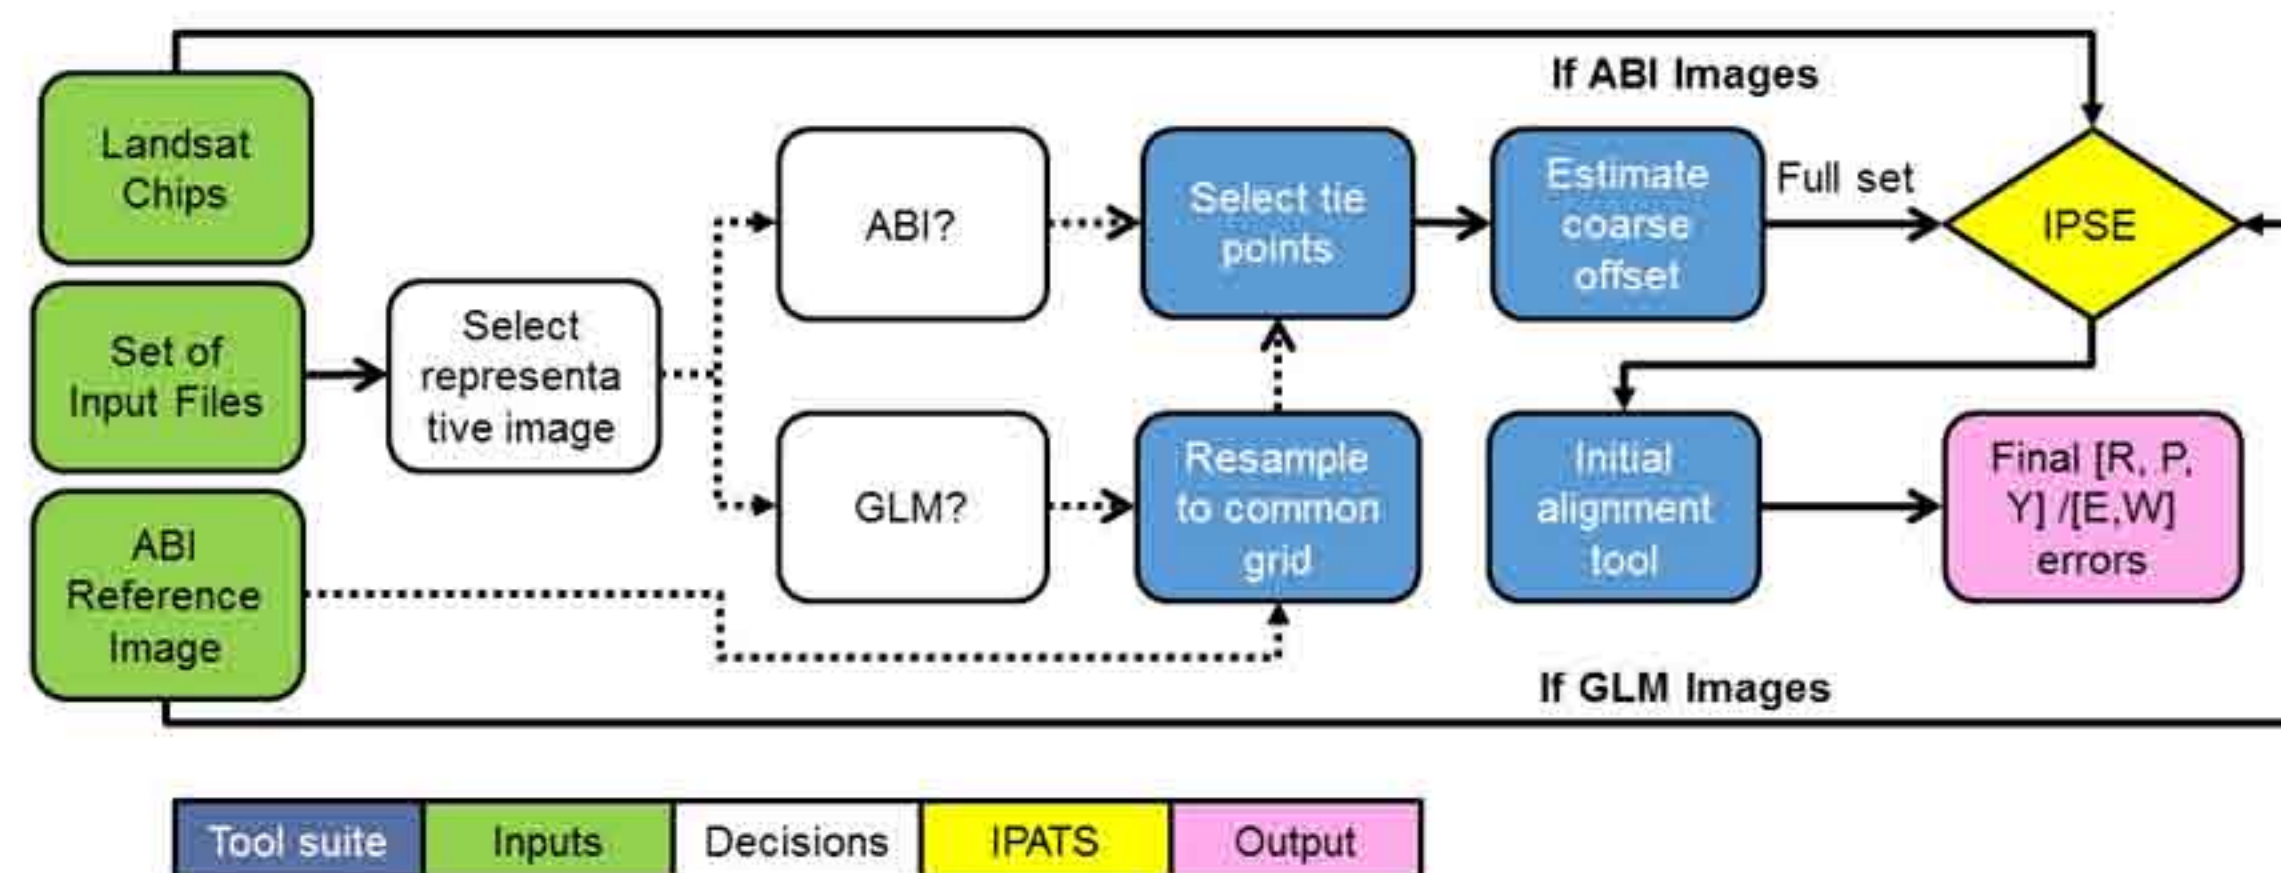 If ABI Images
Landsat
Chips
ABI?
Select tie
points
Estimate
coarse
offset
Full set
IPSE
Set of
Input Files
Select
representa
tive image
GLM?
Resample
to common
grid
Initial
alignment
tool
Final [R, P,
Y] /[E,W]
errors
ABI
Reference
Image
If GLM Images
Tool suite
Inputs
Decisions
IPATS
Output